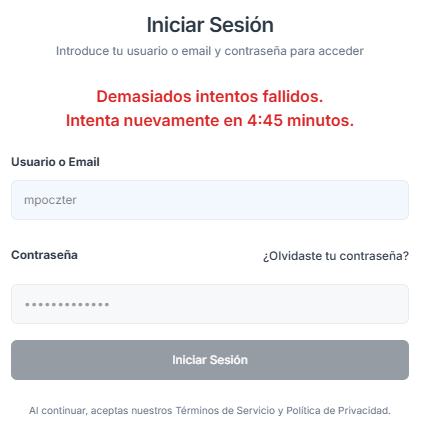 Iniciar Sesión
Introduce tu usuario o email y contraseña para acceder
Demasiados intentos fallidos.
Intenta nuevamente en 4:45 minutos.
Usuario o Email
mpoczter
Contraseña
¿Olvidaste tu contraseña?
•••••••••••••
Iniciar Sesión
Al continuar, aceptas nuestros Términos de Servicio y Política de Privacidad.